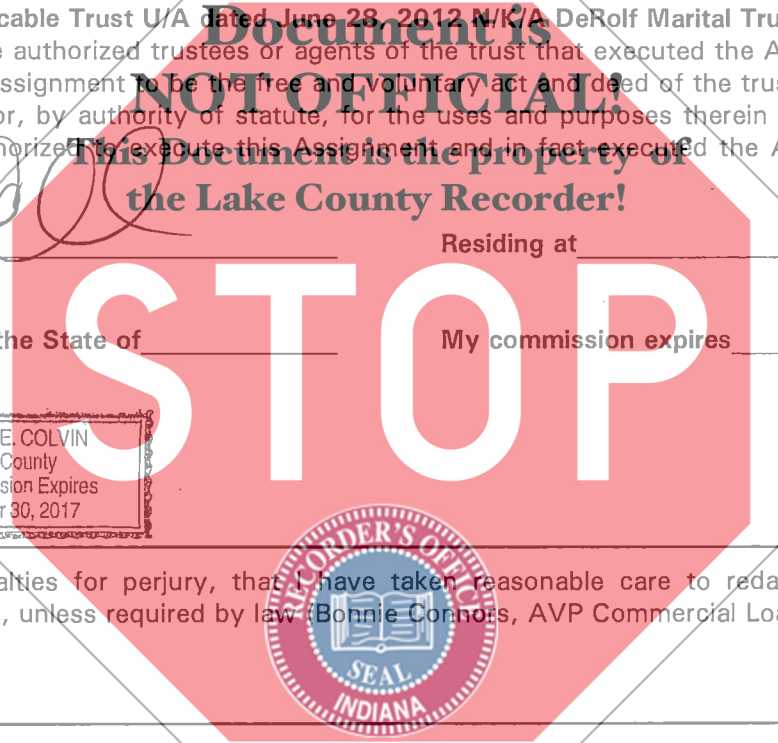 cable Trust U/A dated June 28, 2012 N/K/A DeRolf Marital Tru
Document is
e authorized trustees or agents of the trust that executed the A
ssignment to be the free and voluntary act and deed of the trus
NOT OFFICIAL!
or, by authority of statute, for the uses and purposes therein
horized to execute this Assignment and in fact executed the A
This Document is the property of
the Lake County Recorder!
Residing at
STOP
the State of
My commission expires
E. COLVIN
County
sion Expires
r 30, 2017
RECORDER'S OFFICE
alties for perjury, that I have taken reasonable care to reda
, unless required by law (Bonnie Connors, AVP Commercial Loa
SEAL
INDIANA